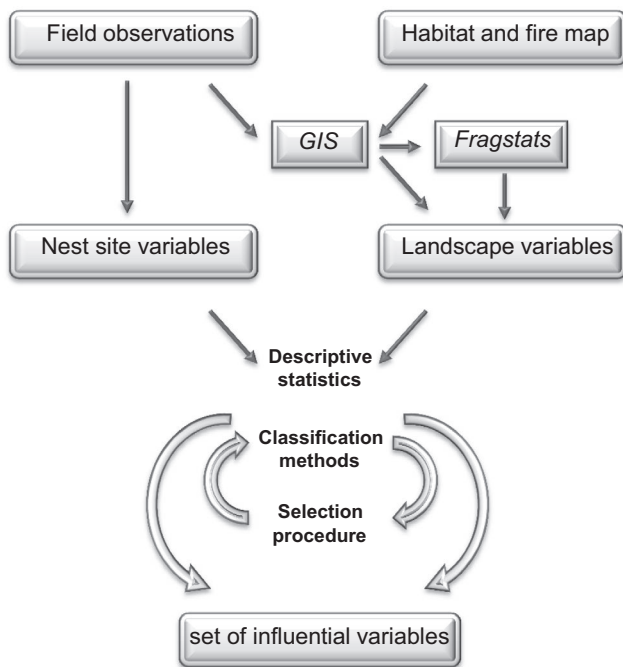 Field observations
Habitat and fire map
GIS
Fragstats
Nest site variables
Landscape variables
Descriptive
statistics
Classification
methods
Selection
procedure
set of influential variables